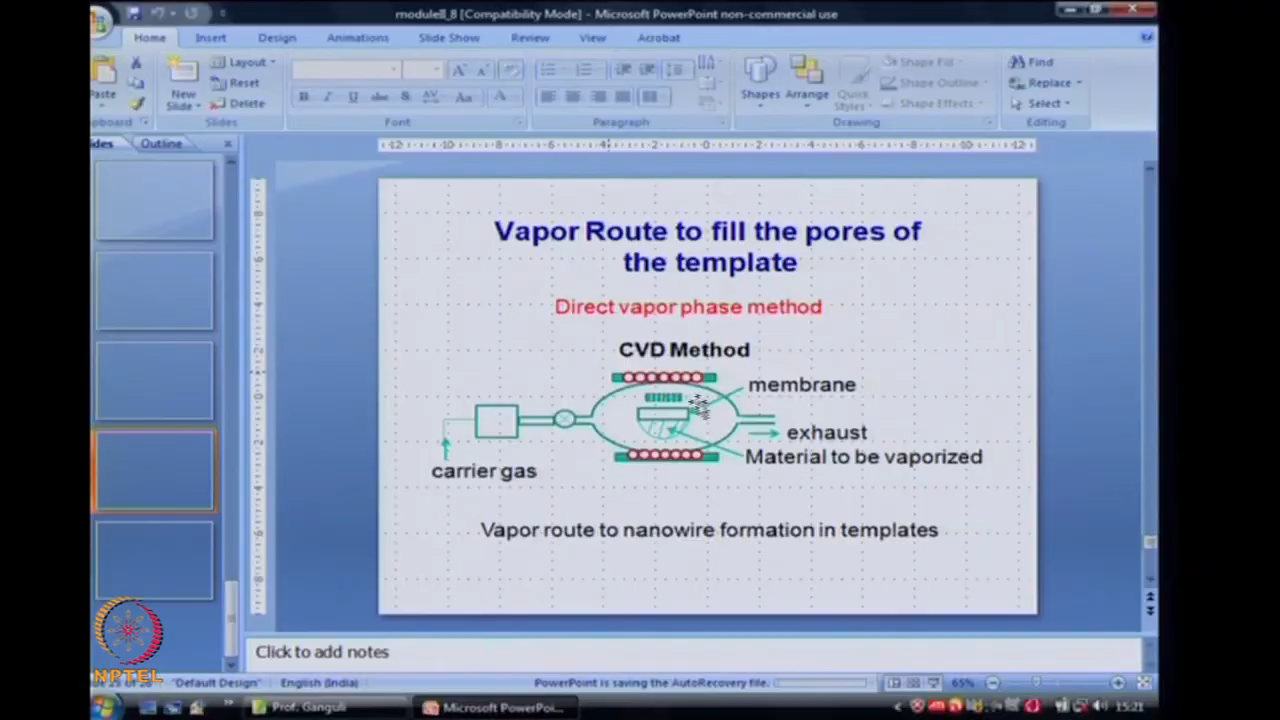 moduleII_8 [Compatibility Mode] - Microsoft PowerPoint non-commercial use
Home Insert Design Animations Slide Show Review View Acrobat
Paste
New Slide
Layout
Reset
Delete
Slides
Font
Paragraph
Shapes
Arrange
Quick Styles
Shape Fill
Shape Outline
Shape Effects
Drawing
Find
Replace
Select
Editing
Outline
Vapor Route to fill the pores of
the template
Direct vapor phase method
CVD Method
membrane
exhaust
Material to be vaporized
carrier gas
Vapor route to nanowire formation in templates
Click to add notes
NPTEL
"Default Design" English (India) PowerPoint is saving the AutoRecovery file. 65%
Prof. Ganguli Microsoft PowerPoi... 15:21